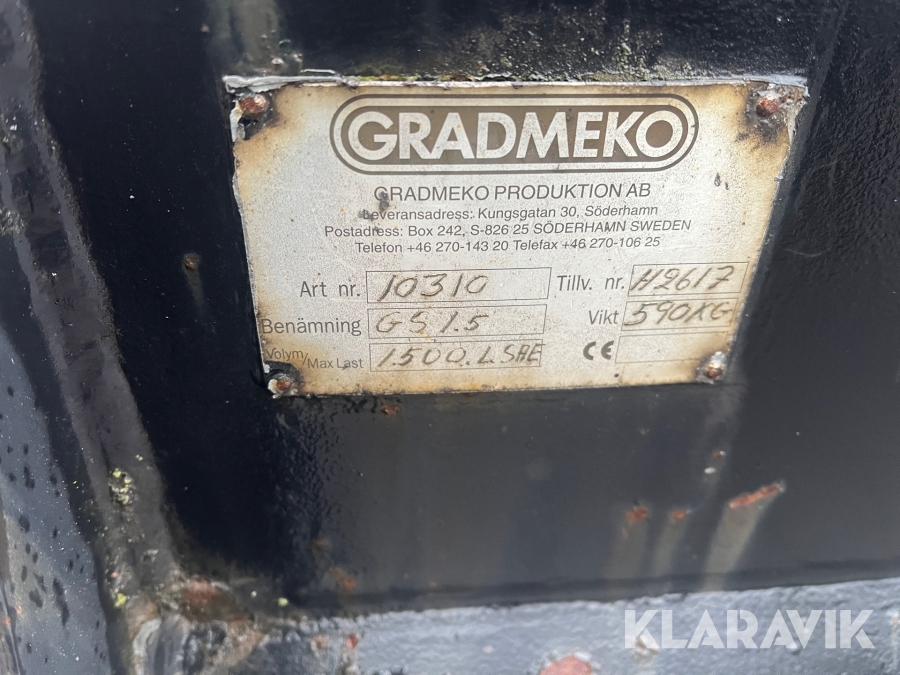 GRADMEKO
GRADMEKO PRODUKTION AB
Leveransadress: Kungsgatan 30, Söderhamn
Postadress: Box 242, S-826 25 SÖDERHAMN SWEDEN
Telefon +46 270-143 20 Telefax +46 270-106 25
Art nr. 10310 Tillv. nr. H2617
Benämning GS 1.5 Vikt 590KG
Volym/Max Last 1.500.L SAE CE
KLARAVIK